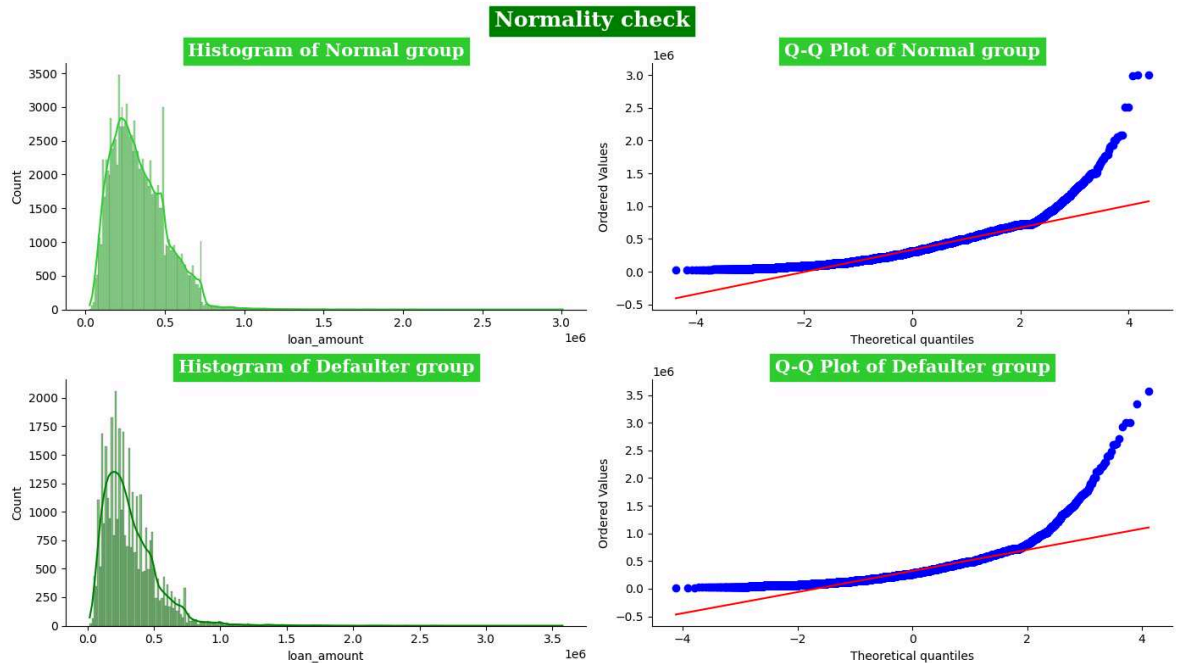 Normality check
Histogram of Normal group
Q-Q Plot of Normal group
1e6
3500
3000
2500
2000
1500
1000
500
0
Count
0.0 0.5 1.0 1.5 2.0 2.5 3.0
1e6
loan_amount
3.0
2.5
2.0
1.5
1.0
0.5
0.0
−0.5
Ordered Values
−4 −2 0 2 4
Theoretical quantiles
Histogram of Defaulter group
Q-Q Plot of Defaulter group
1e6
2000
1750
1500
1250
1000
750
500
250
0
Count
0.0 0.5 1.0 1.5 2.0 2.5 3.0 3.5
1e6
loan_amount
3.5
3.0
2.5
2.0
1.5
1.0
0.5
0.0
−0.5
Ordered Values
−4 −2 0 2 4
Theoretical quantiles